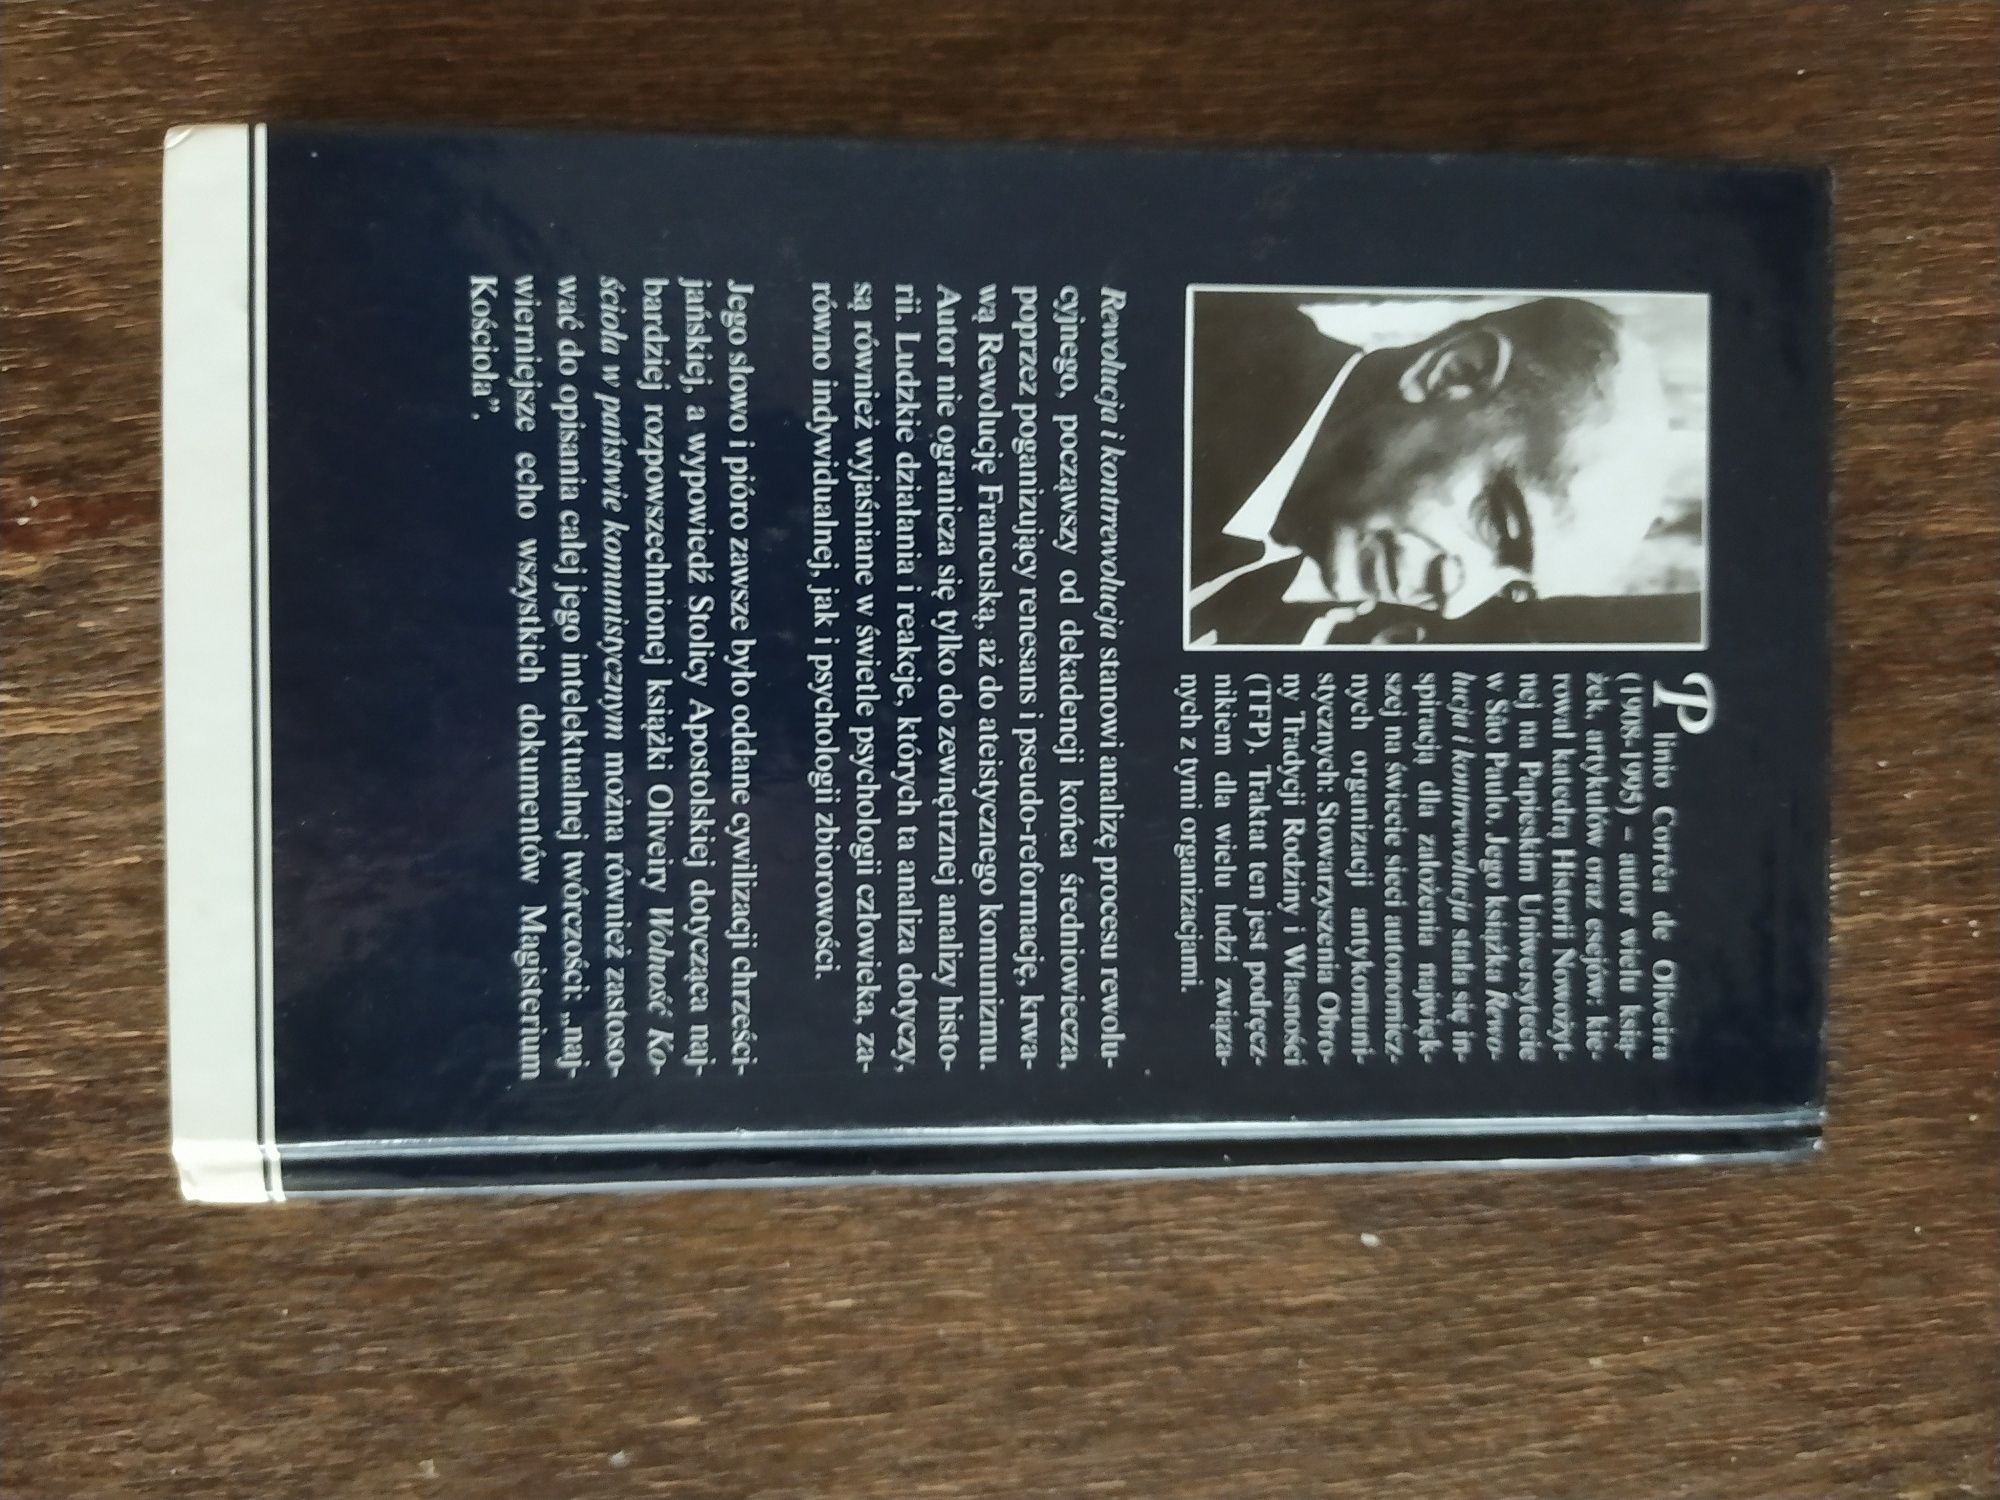 Plinio Corrêa de Oliveira
(1908-1995) – autor wielu ksią-
żek, artykułów oraz esejów; kie-
rował katedrą Historii Nowożyt-
nej na Papieskim Uniwersytecie
w São Paulo. Jego książka Rewo-
lucja i kontrrewolucja stała się in-
spiracją dla założenia najwięk-
szej na świecie sieci autonomicz-
nych organizacji antykomuni-
stycznych: Stowarzyszenia Obro-
ny Tradycji Rodziny i Własności
(TFP). Traktat ten jest podręcz-
nikiem dla wielu ludzi związa-
nych z tymi organizacjami.
Rewolucja i kontrrewolucja stanowi analizę procesu rewolu-
cyjnego, począwszy od dekadencji końca średniowiecza,
poprzez poganizujący renesans i pseudo-reformację, krwa-
wą Rewolucję Francuską, aż do ateistycznego komunizmu.
Autor nie ogranicza się tylko do zewnętrznej analizy histo-
rii. Ludzkie działania i reakcje, których ta analiza dotyczy,
są również wyjaśniane w świetle psychologii człowieka, za-
równo indywidualnej, jak i psychologii zbiorowości.
Jego słowo i pióro zawsze było oddane cywilizacji chrześci-
jańskiej, a wypowiedź Stolicy Apostolskiej dotycząca naj-
bardziej rozpowszechnionej książki Oliveiry Wolność Ko-
ścioła w państwie komunistycznym można również zastoso-
wać do opisania całej jego intelektualnej twórczości: „naj-
wierniejsze echo wszystkich dokumentów Magisterium
Kościoła”.